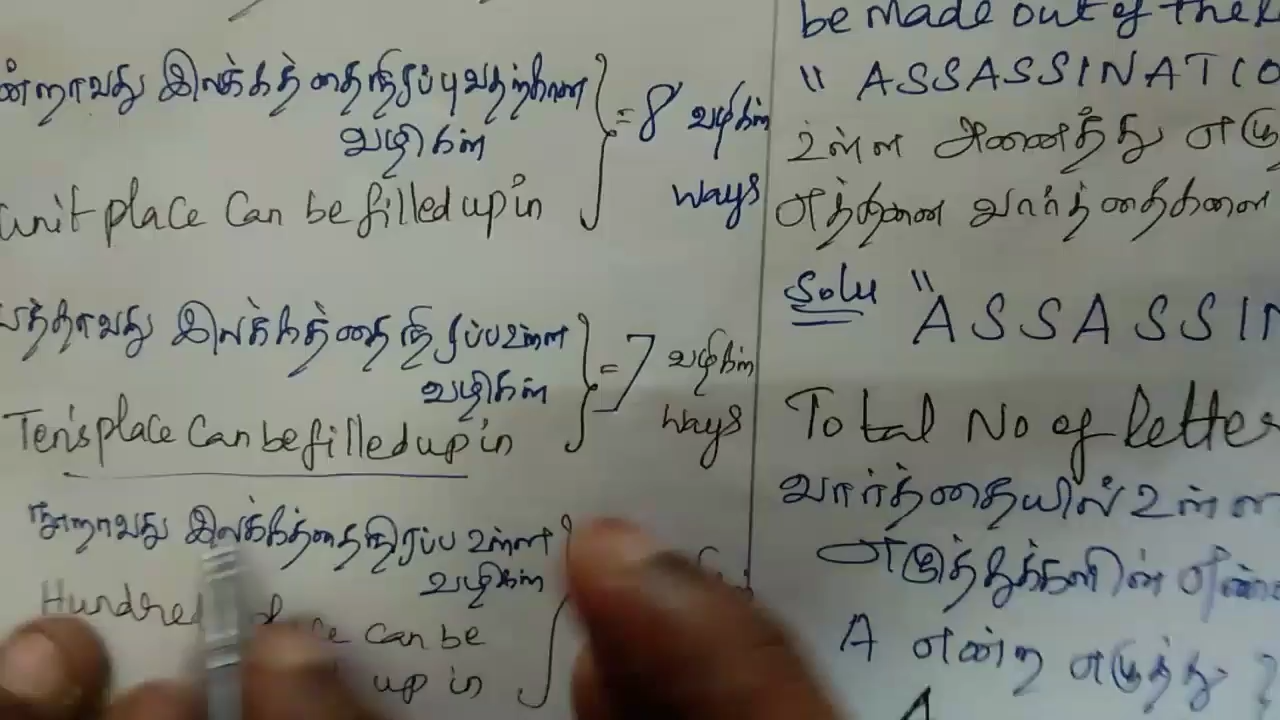 ன்றாவது இலக்கத்தை நிரப்புவதற்கான
வழிகள்
= 8 வழிகள்
unit place Can be filled up in
ways
பத்தாவது இலக்கத்தை நிரப்ப உள்ள
வழிகள்
= 7 வழிகள்
Ten's place Can be filled up in
ways
நூறாவது இலக்கத்தை நிரப்ப உள்ள
வழிகள்
Hundred
can be
up in
be made out of the
" ASSASSINATIO
உள்ள அனைத்து எழு
எத்தனை வார்த்தைகளை
Solu "ASSASSIN
Total No of lette
வார்த்தையில் உள்ள
எழுத்துக்களின்
A என்ற எழுத்து
A